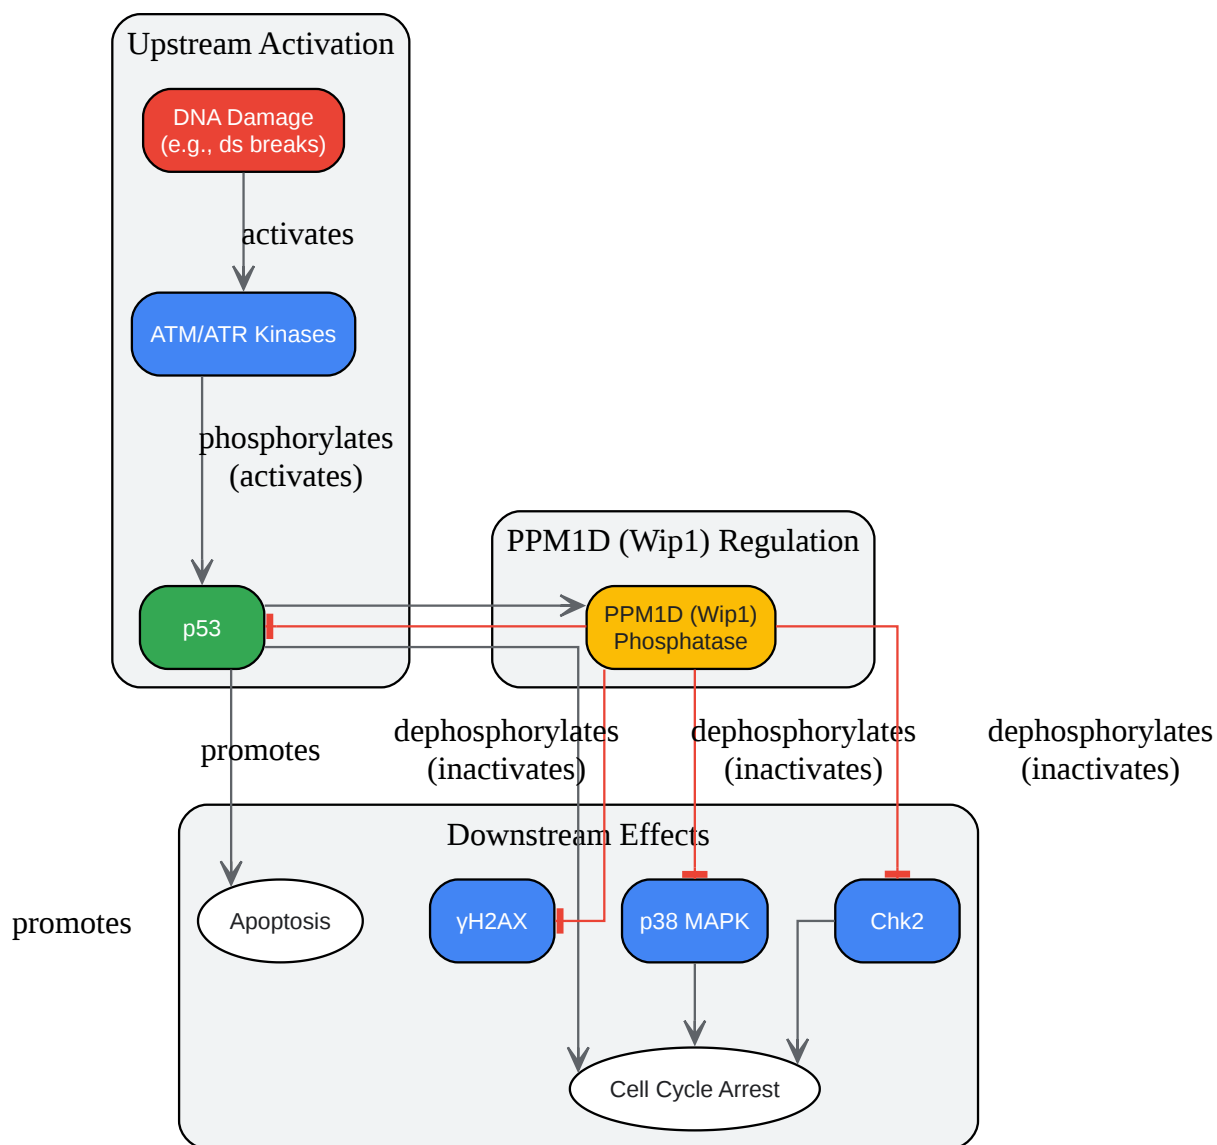 Upstream Activation
DNA Damage
(e.g., ds breaks)
activates
ATM/ATR Kinases
phosphorylates
(activates)
PPM1D (Wip1) Regulation
p53
PPM1D (Wip1)
Phosphatase
promotes
dephosphorylates
(inactivates)
dephosphorylates
(inactivates)
dephosphorylates
(inactivates)
Downstream Effects
promotes
Apoptosis
γH2AX
p38 MAPK
Chk2
Cell Cycle Arrest